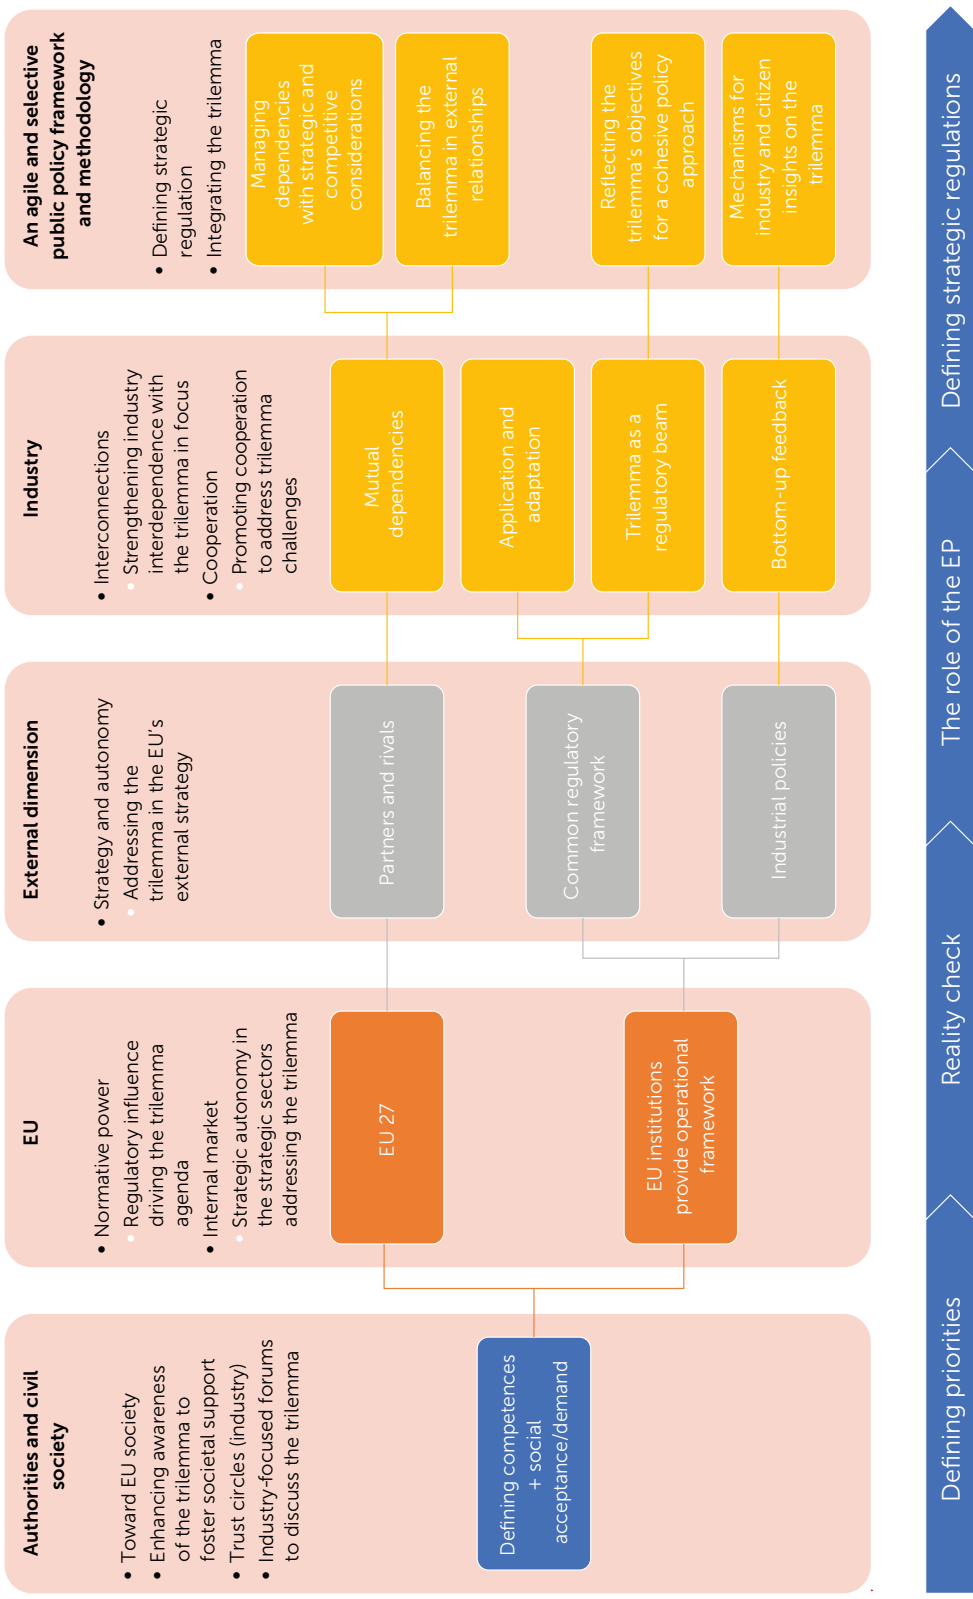 Authorities and civil
society
• Toward EU society
• Enhancing awareness
of the trilemma to
foster societal support
• Trust circles (industry)
• Industry-focused forums
to discuss the trilemma
Defining competences
+ social
acceptance/demand
EU
• Normative power
• Regulatory influence
driving the trilemma
agenda
• Internal market
• Strategic autonomy in
the strategic sectors
addressing the trilemma
EU 27
EU institutions
provide operational
framework
External dimension
• Strategy and autonomy
• Addressing the
trilemma in the EU's
external strategy
Partners and rivals
Common regulatory
framework
Industrial policies
Industry
• Interconnections
• Strengthening industry
interdependence with
the trilemma in focus
• Cooperation
• Promoting cooperation
to address trilemma
challenges
Mutual
dependencies
Application and
adaptation
Trilemma as a
regulatory beam
Bottom-up feedback
An agile and selective
public policy framework
and methodology
• Defining strategic
regulation
• Integrating the trilemma
Managing
dependencies
with strategic and
competitive
considerations
Balancing the
trilemma in external
relationships
Reflecting the
trilemma's objectives
for a cohesive policy
approach
Mechanisms for
industry and citizen
insights on the
trilemma
Defining priorities
Reality check
The role of the EP
Defining strategic regulations